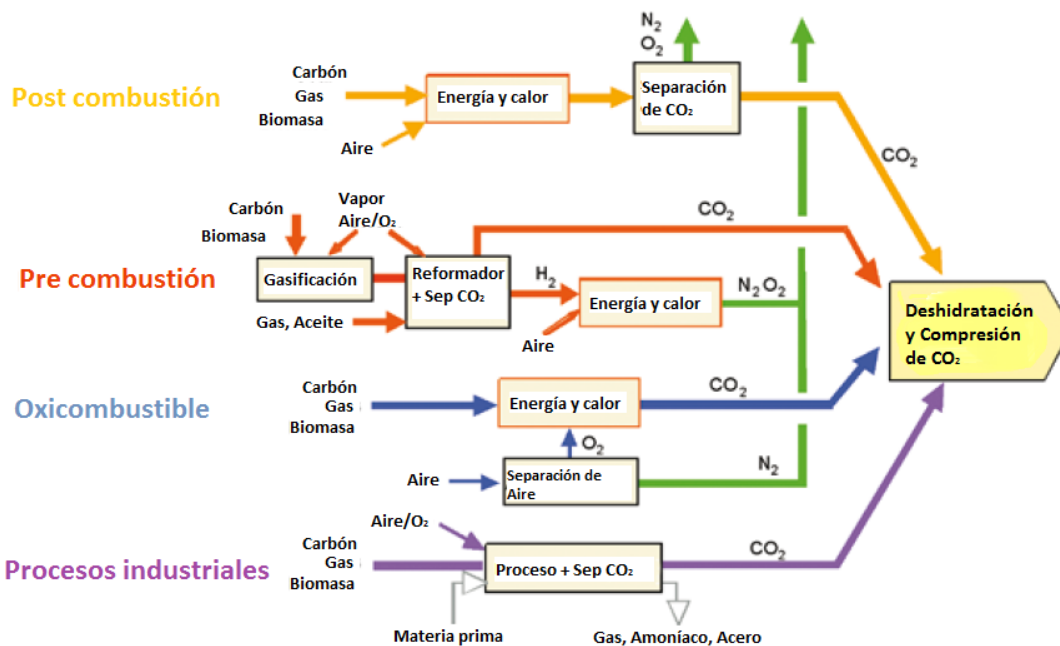 N₂
O₂
Post combustión
Carbón
Gas
Biomasa
Aire
Energía y calor
Separación
de CO₂
CO₂
Pre combustión
Carbón
Biomasa
Vapor
Aire/O₂
Gasificación
Gas, Aceite
Reformador
+ Sep CO₂
CO₂
H₂
Aire
Energía y calor
N₂ O₂
Deshidratación
y Compresión
de CO₂
Oxicombustible
Carbón
Gas
Biomasa
Energía y calor
CO₂
O₂
Aire
Separación de
Aire
N₂
Procesos industriales
Aire/O₂
Carbón
Gas
Biomasa
Proceso + Sep CO₂
CO₂
Materia prima
Gas, Amoníaco, Acero